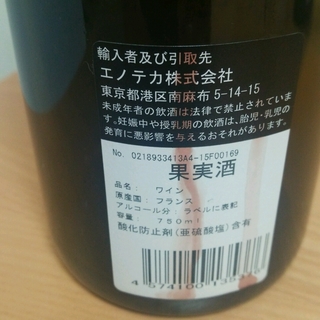 輸入者及び引取先
エノテカ株式会社
東京都港区南麻布 5-14-15
未成年者の飲酒は法律で禁止されていま
す。妊娠中や授乳期の飲酒は、胎児・乳児の
発育に悪影響を与えるおそれがあります。
No. 0218933413A4-15F00169
果実酒
品名: ワイン
原産国: フランス
アルコール分 ラベルに表記
容量 750ml
酸化防止剤(亜硫酸塩)含有